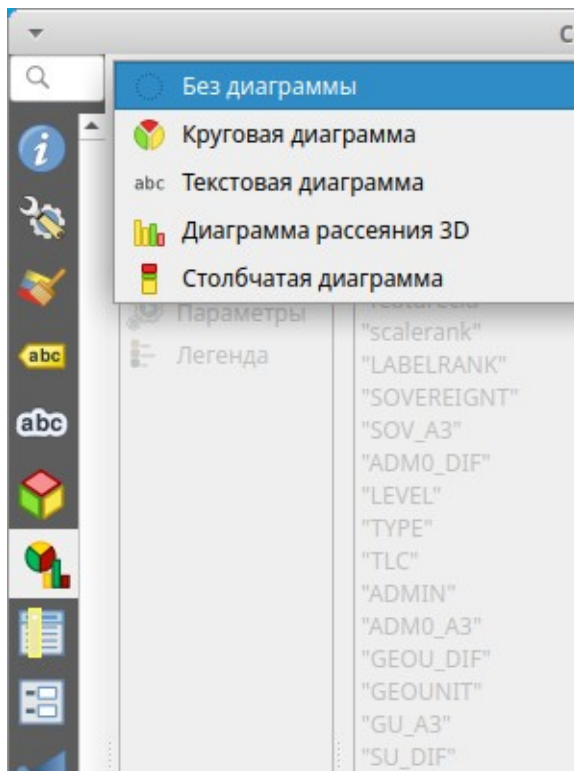 С
Без диаграммы
Круговая диаграмма
abc Текстовая диаграмма
Диаграмма рассеяния 3D
Столбчатая диаграмма
Параметры
"scalerank"
Легенда
"LABELRANK"
abc
"SOVEREIGNT"
"SOV_A3"
abc
"ADM0_DIF"
"LEVEL"
"TYPE"
"TLC"
"ADMIN"
"ADM0_A3"
"GEOU_DIF"
"GEOUNIT"
"GU_A3"
"SU_DIF"